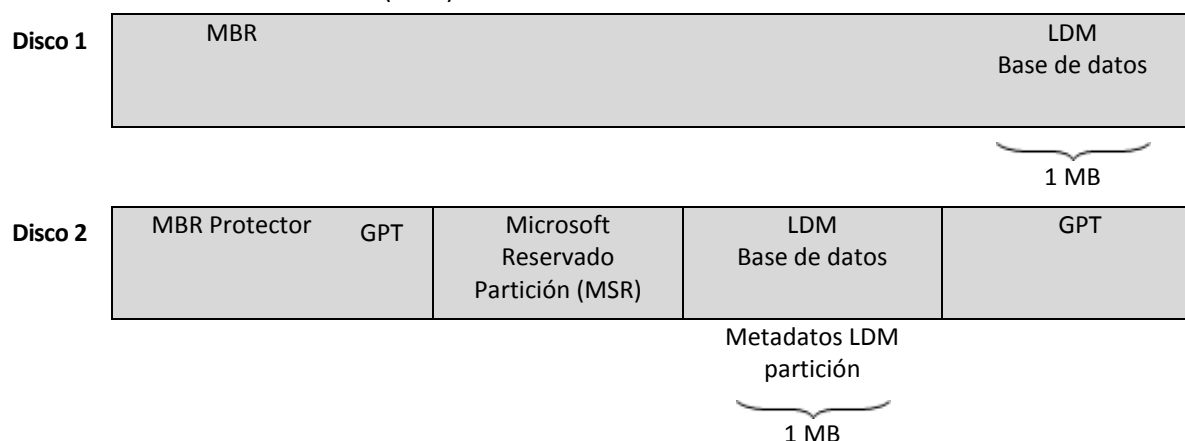 Disco 1
MBR
LDM
Base de datos
1 MB
Disco 2
MBR Protector
GPT
Microsoft
Reservado
Partición (MSR)
LDM
Base de datos
GPT
Metadatos LDM
partición
1 MB